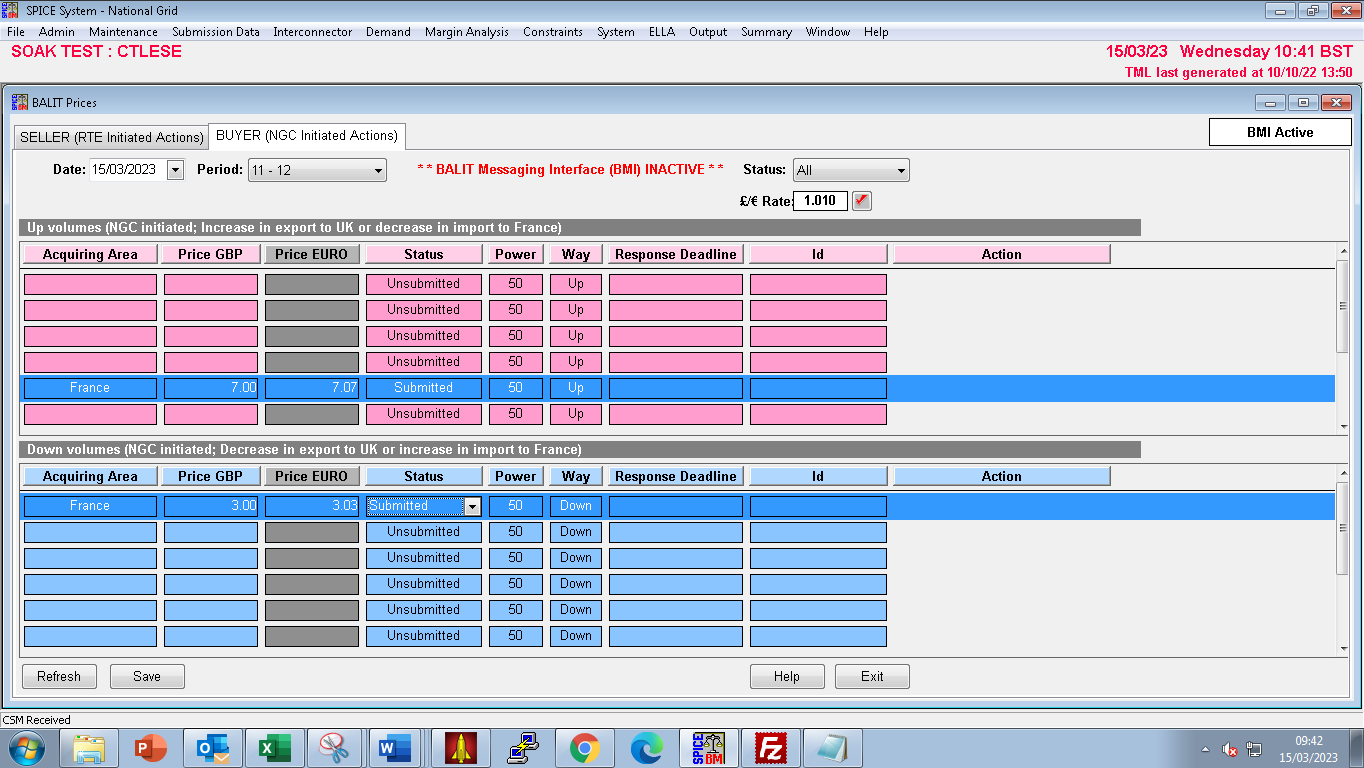 SPICE System - National Grid
File Admin Maintenance Submission Data Interconnector Demand Margin Analysis Constraints System ELLA Output Summary Window Help
SOAK TEST : CTLESE 15/03/23 Wednesday 10:41 BST
TML last generated at 10/10/22 13:50
BALIT Prices
SELLER (RTE Initiated Actions) BUYER (NGC Initiated Actions) BMI Active
Date: 15/03/2023 Period: 11 - 12 * * BALIT Messaging Interface (BMI) INACTIVE * * Status: All
£/€ Rate: 1.010
Up volumes (NGC initiated; Increase in export to UK or decrease in import to France)
Acquiring Area Price GBP Price EURO Status Power Way Response Deadline Id Action
Unsubmitted 50 Up
Unsubmitted 50 Up
Unsubmitted 50 Up
Unsubmitted 50 Up
France 7.00 7.07 Submitted 50 Up
Unsubmitted 50 Up
Down volumes (NGC initiated; Decrease in export to UK or increase in import to France)
Acquiring Area Price GBP Price EURO Status Power Way Response Deadline Id Action
France 3.00 3.03 Submitted 50 Down
Unsubmitted 50 Down
Unsubmitted 50 Down
Unsubmitted 50 Down
Unsubmitted 50 Down
Unsubmitted 50 Down
Refresh Save Help Exit
CSM Received
SPICE BMI
09:42
15/03/2023